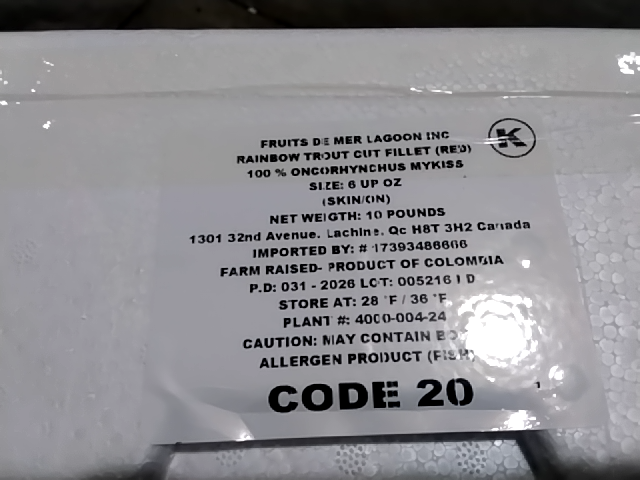 FRUITS DE MER LAGOON INC
K
RAINBOW TROUT CUT FILLET (RED)
100 % ONCORHYNCHUS MYKISS
SIZE: 6 UP OZ
(SKIN/ON)
NET WEIGTH: 10 POUNDS
1301 32nd Avenue. Lachine. Qc H8T 3H2 Canada
IMPORTED BY: # 17393486666
FARM RAISED- PRODUCT OF COLOMBIA
P.D: 031 - 2026 LOT: 005216 I D
STORE AT: 28 °F / 36 °F
PLANT #: 4000-004-24
CAUTION: MAY CONTAIN
ALLERGEN PRODUCT (FISH)
CODE 20